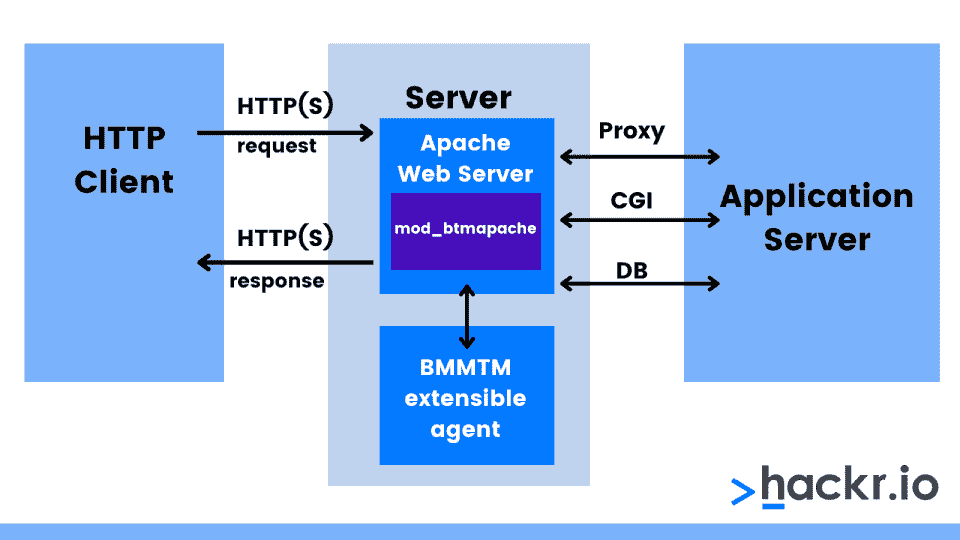 HTTP
Client
HTTP(S)
request
HTTP(S)
response
Server
Apache
Web Server
mod_btmapache
BMMTM
extensible
agent
Proxy
CGI
DB
Application
Server
>hackr.io